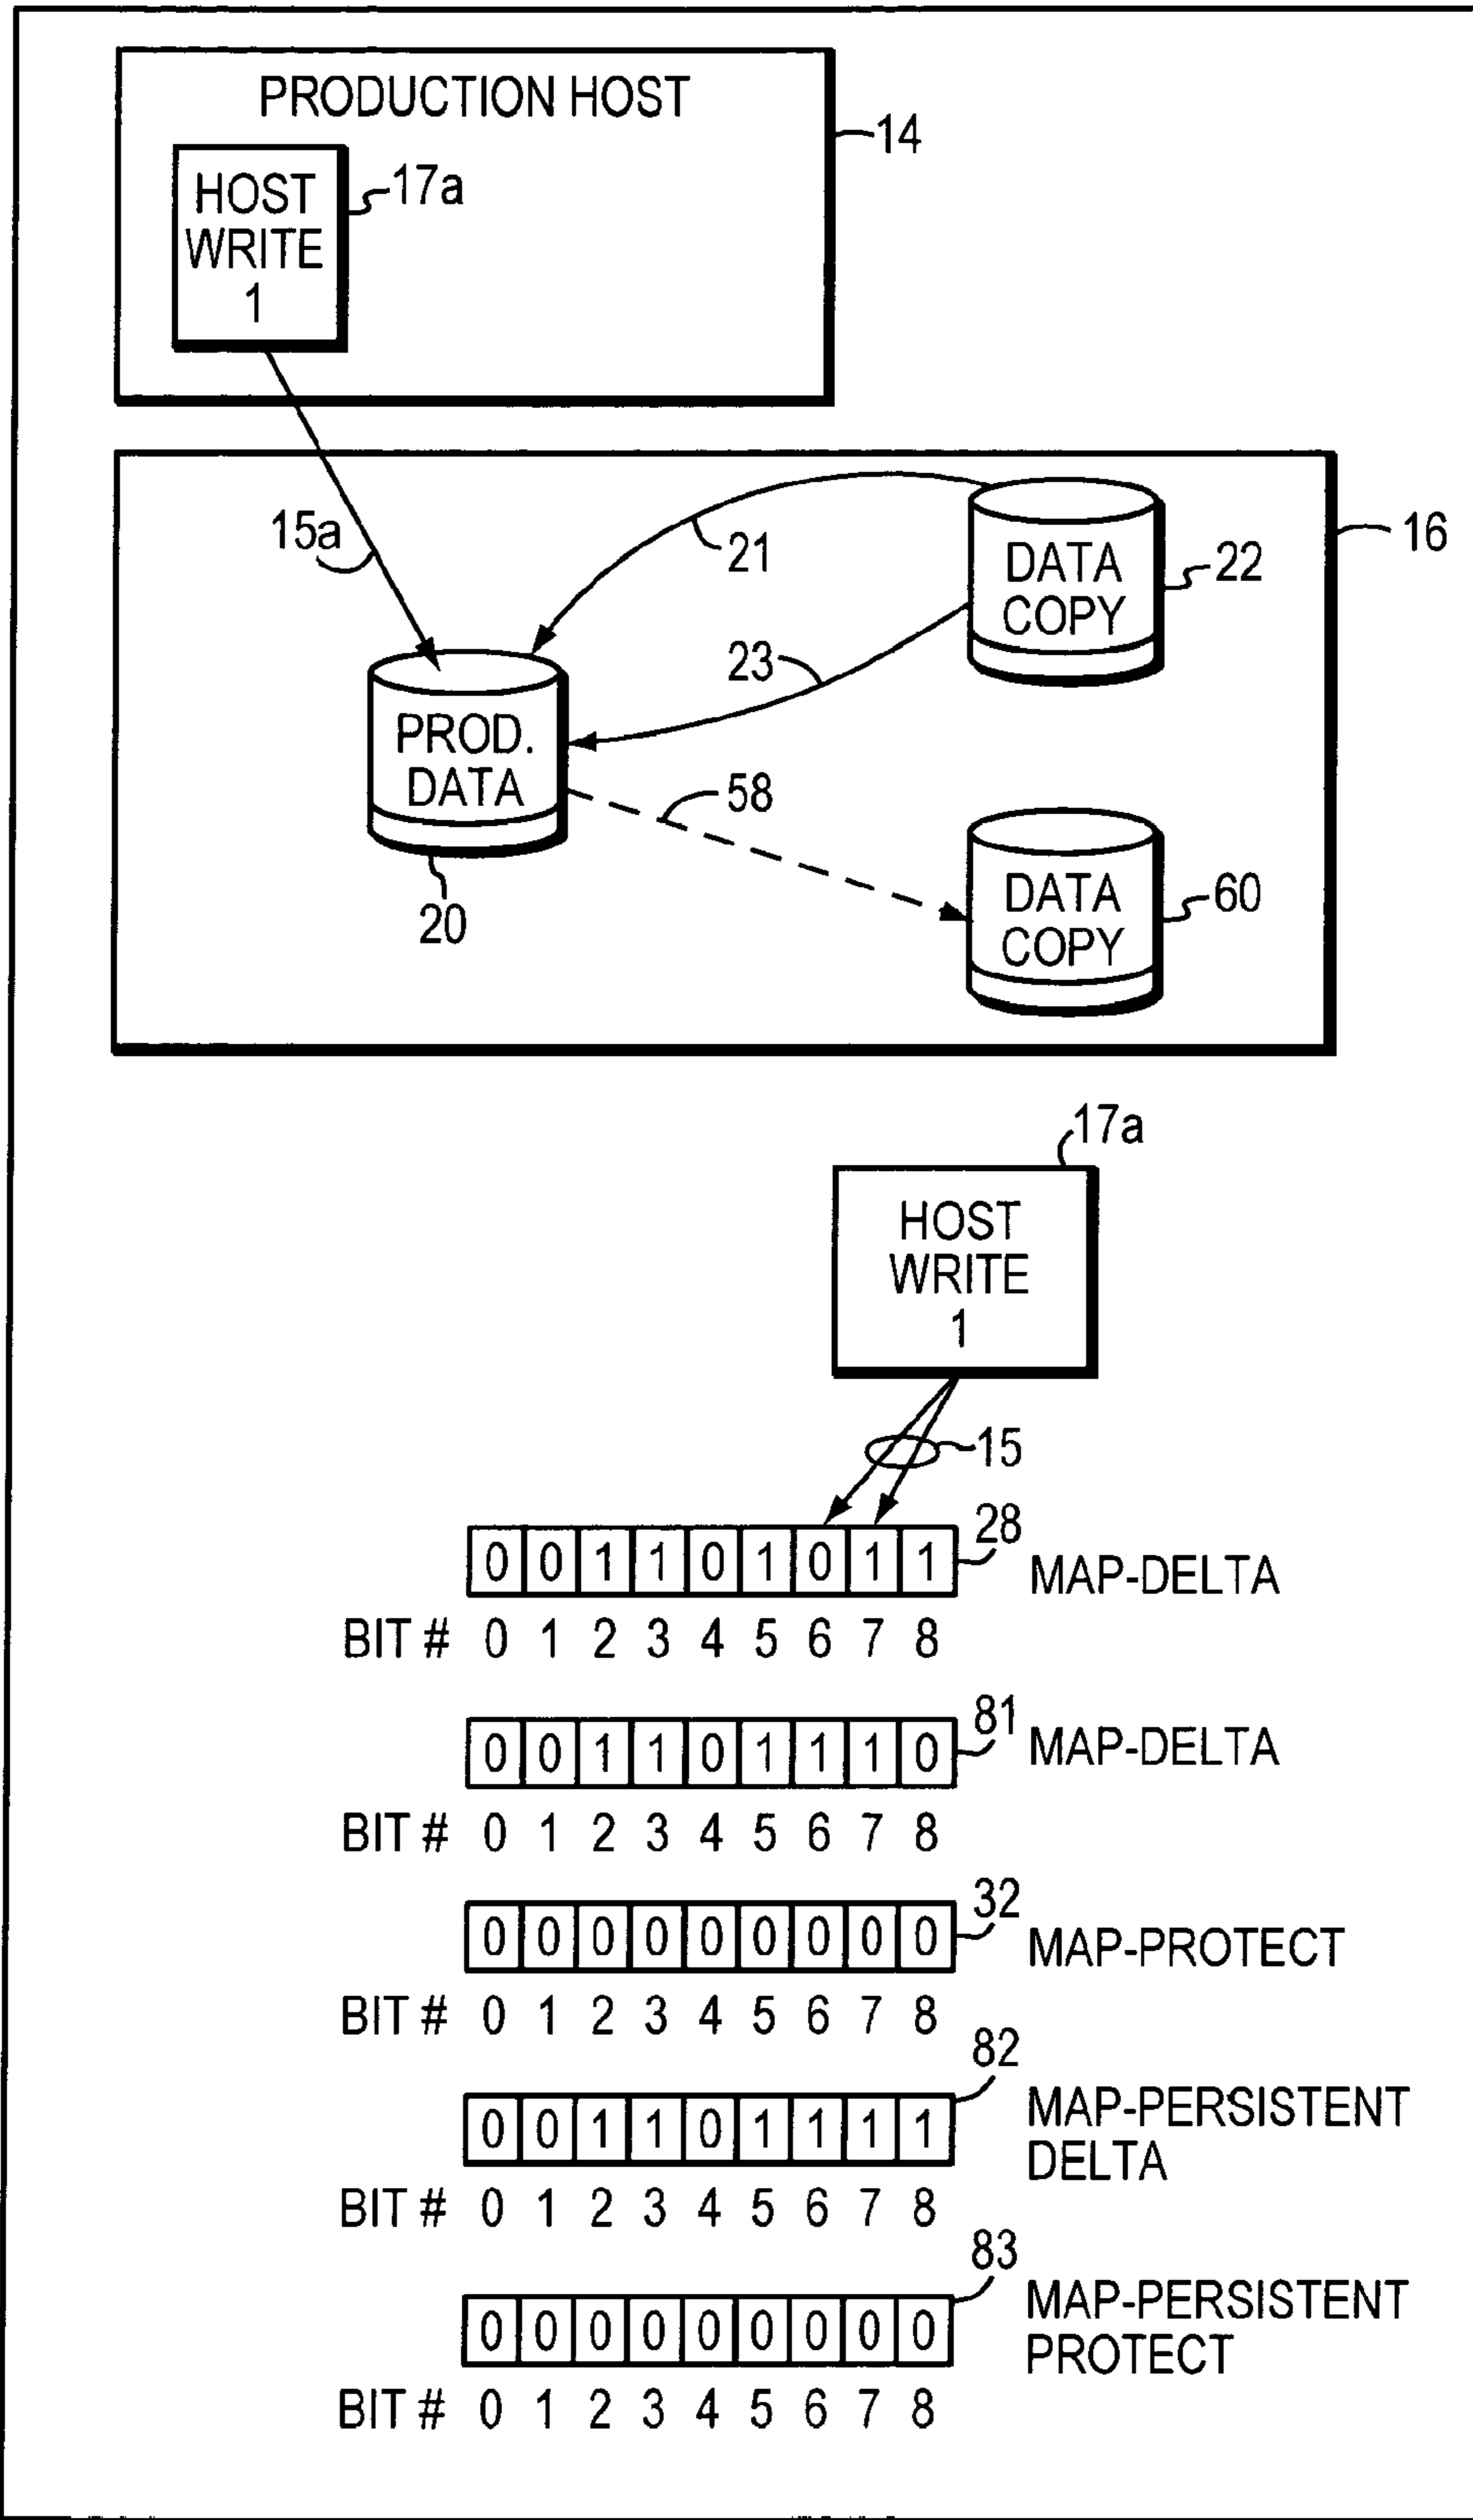 PRODUCTION HOST
14
HOST
WRITE
1
17a
15a
21
DATA
COPY
22
16
23
PROD.
DATA
20
58
DATA
COPY
60
17a
HOST
WRITE
1
15
0 0 1 1 0 1 0 1 1
28
MAP-DELTA
BIT # 0 1 2 3 4 5 6 7 8
0 0 1 1 0 1 1 1 0
81
MAP-DELTA
BIT # 0 1 2 3 4 5 6 7 8
0 0 0 0 0 0 0 0 0
32
MAP-PROTECT
BIT # 0 1 2 3 4 5 6 7 8
0 0 1 1 0 1 1 1 1
82
MAP-PERSISTENT
DELTA
BIT # 0 1 2 3 4 5 6 7 8
0 0 0 0 0 0 0 0 0
83
MAP-PERSISTENT
PROTECT
BIT # 0 1 2 3 4 5 6 7 8